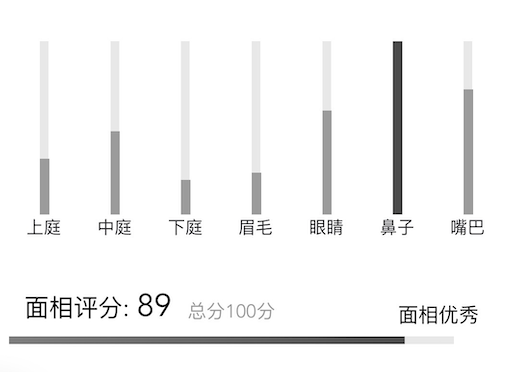 上庭 中庭 下庭 眉毛 眼睛 鼻子 嘴巴
面相评分: 89 总分100分 面相优秀